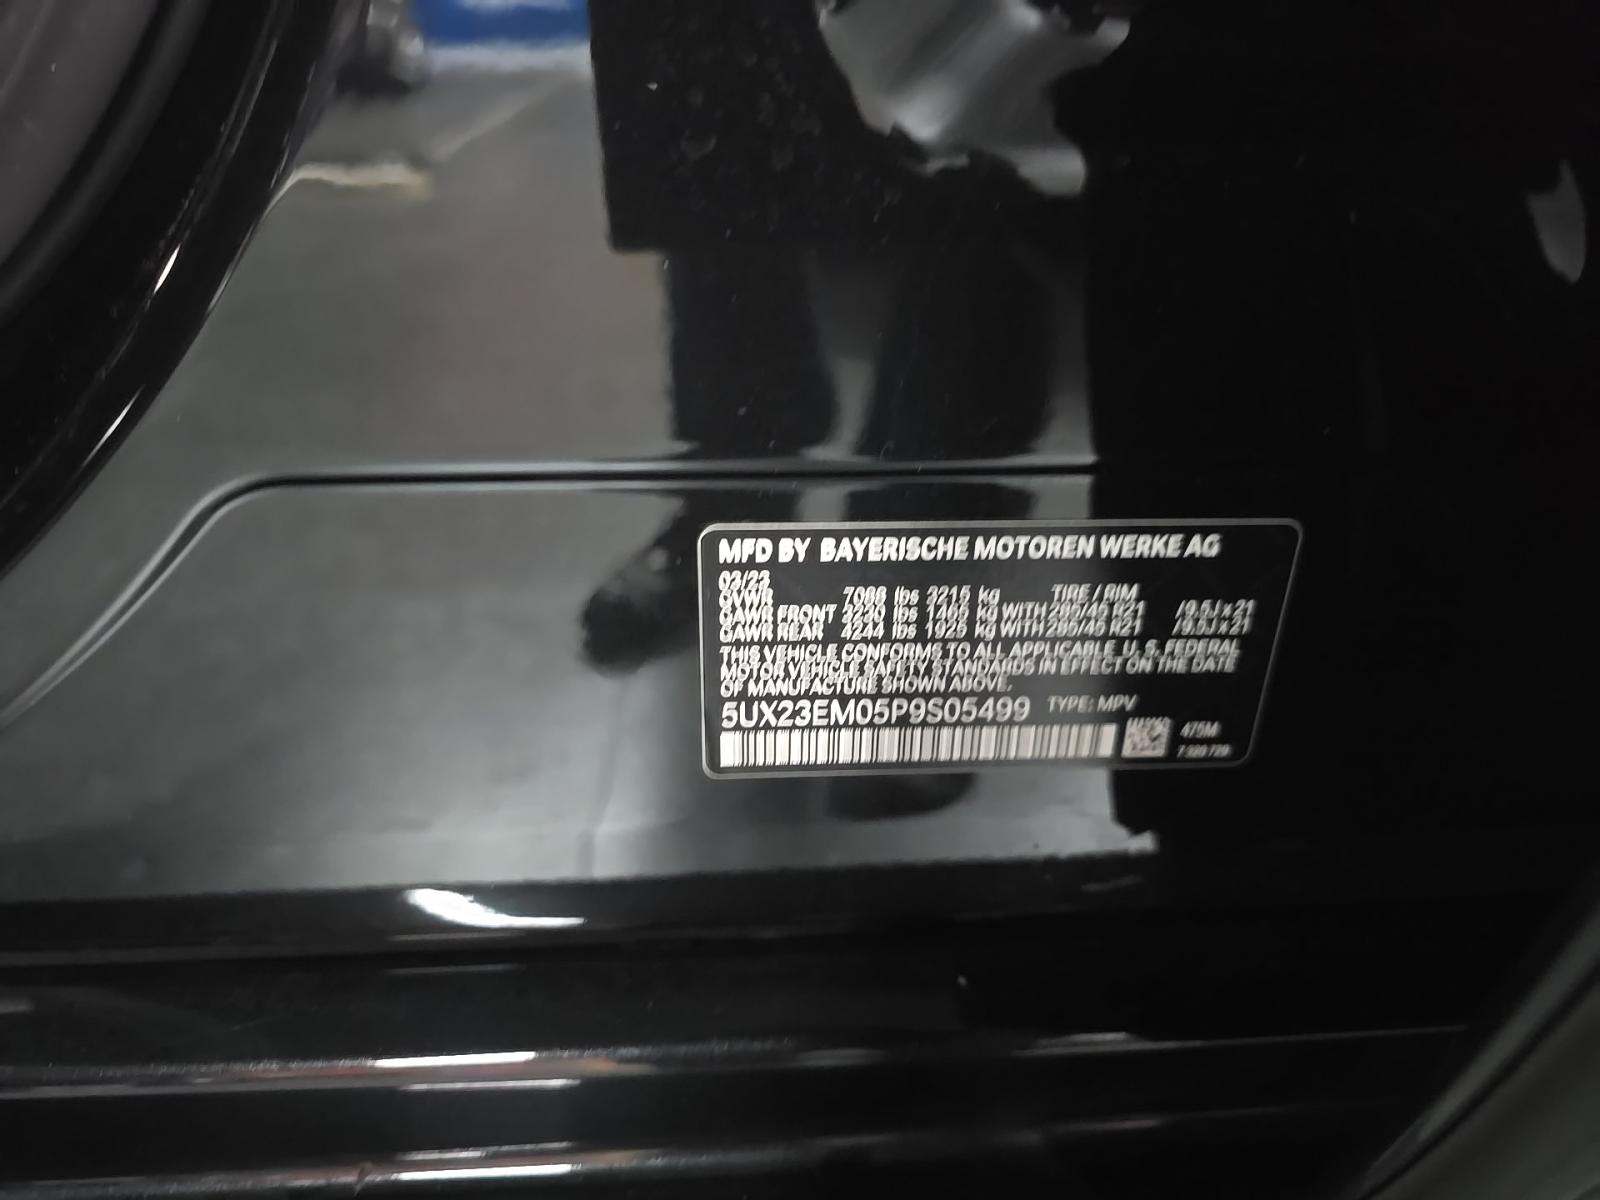 MFD BY BAYERISCHE MOTOREN WERKE AG
03/23
GVWR 7088 lbs 3215 kg TIRE / RIM
GAWR FRONT 3230 lbs 1465 kg WITH 285/45 R21 /9.5J x 21
GAWR REAR 4244 lbs 1925 kg WITH 285/45 R21 /9.5J x 21
THIS VEHICLE CONFORMS TO ALL APPLICABLE U.S. FEDERAL
MOTOR VEHICLE SAFETY STANDARDS IN EFFECT ON THE DATE
OF MANUFACTURE SHOWN ABOVE.
5UX23EM05P9S05499 TYPE: MPV
475M